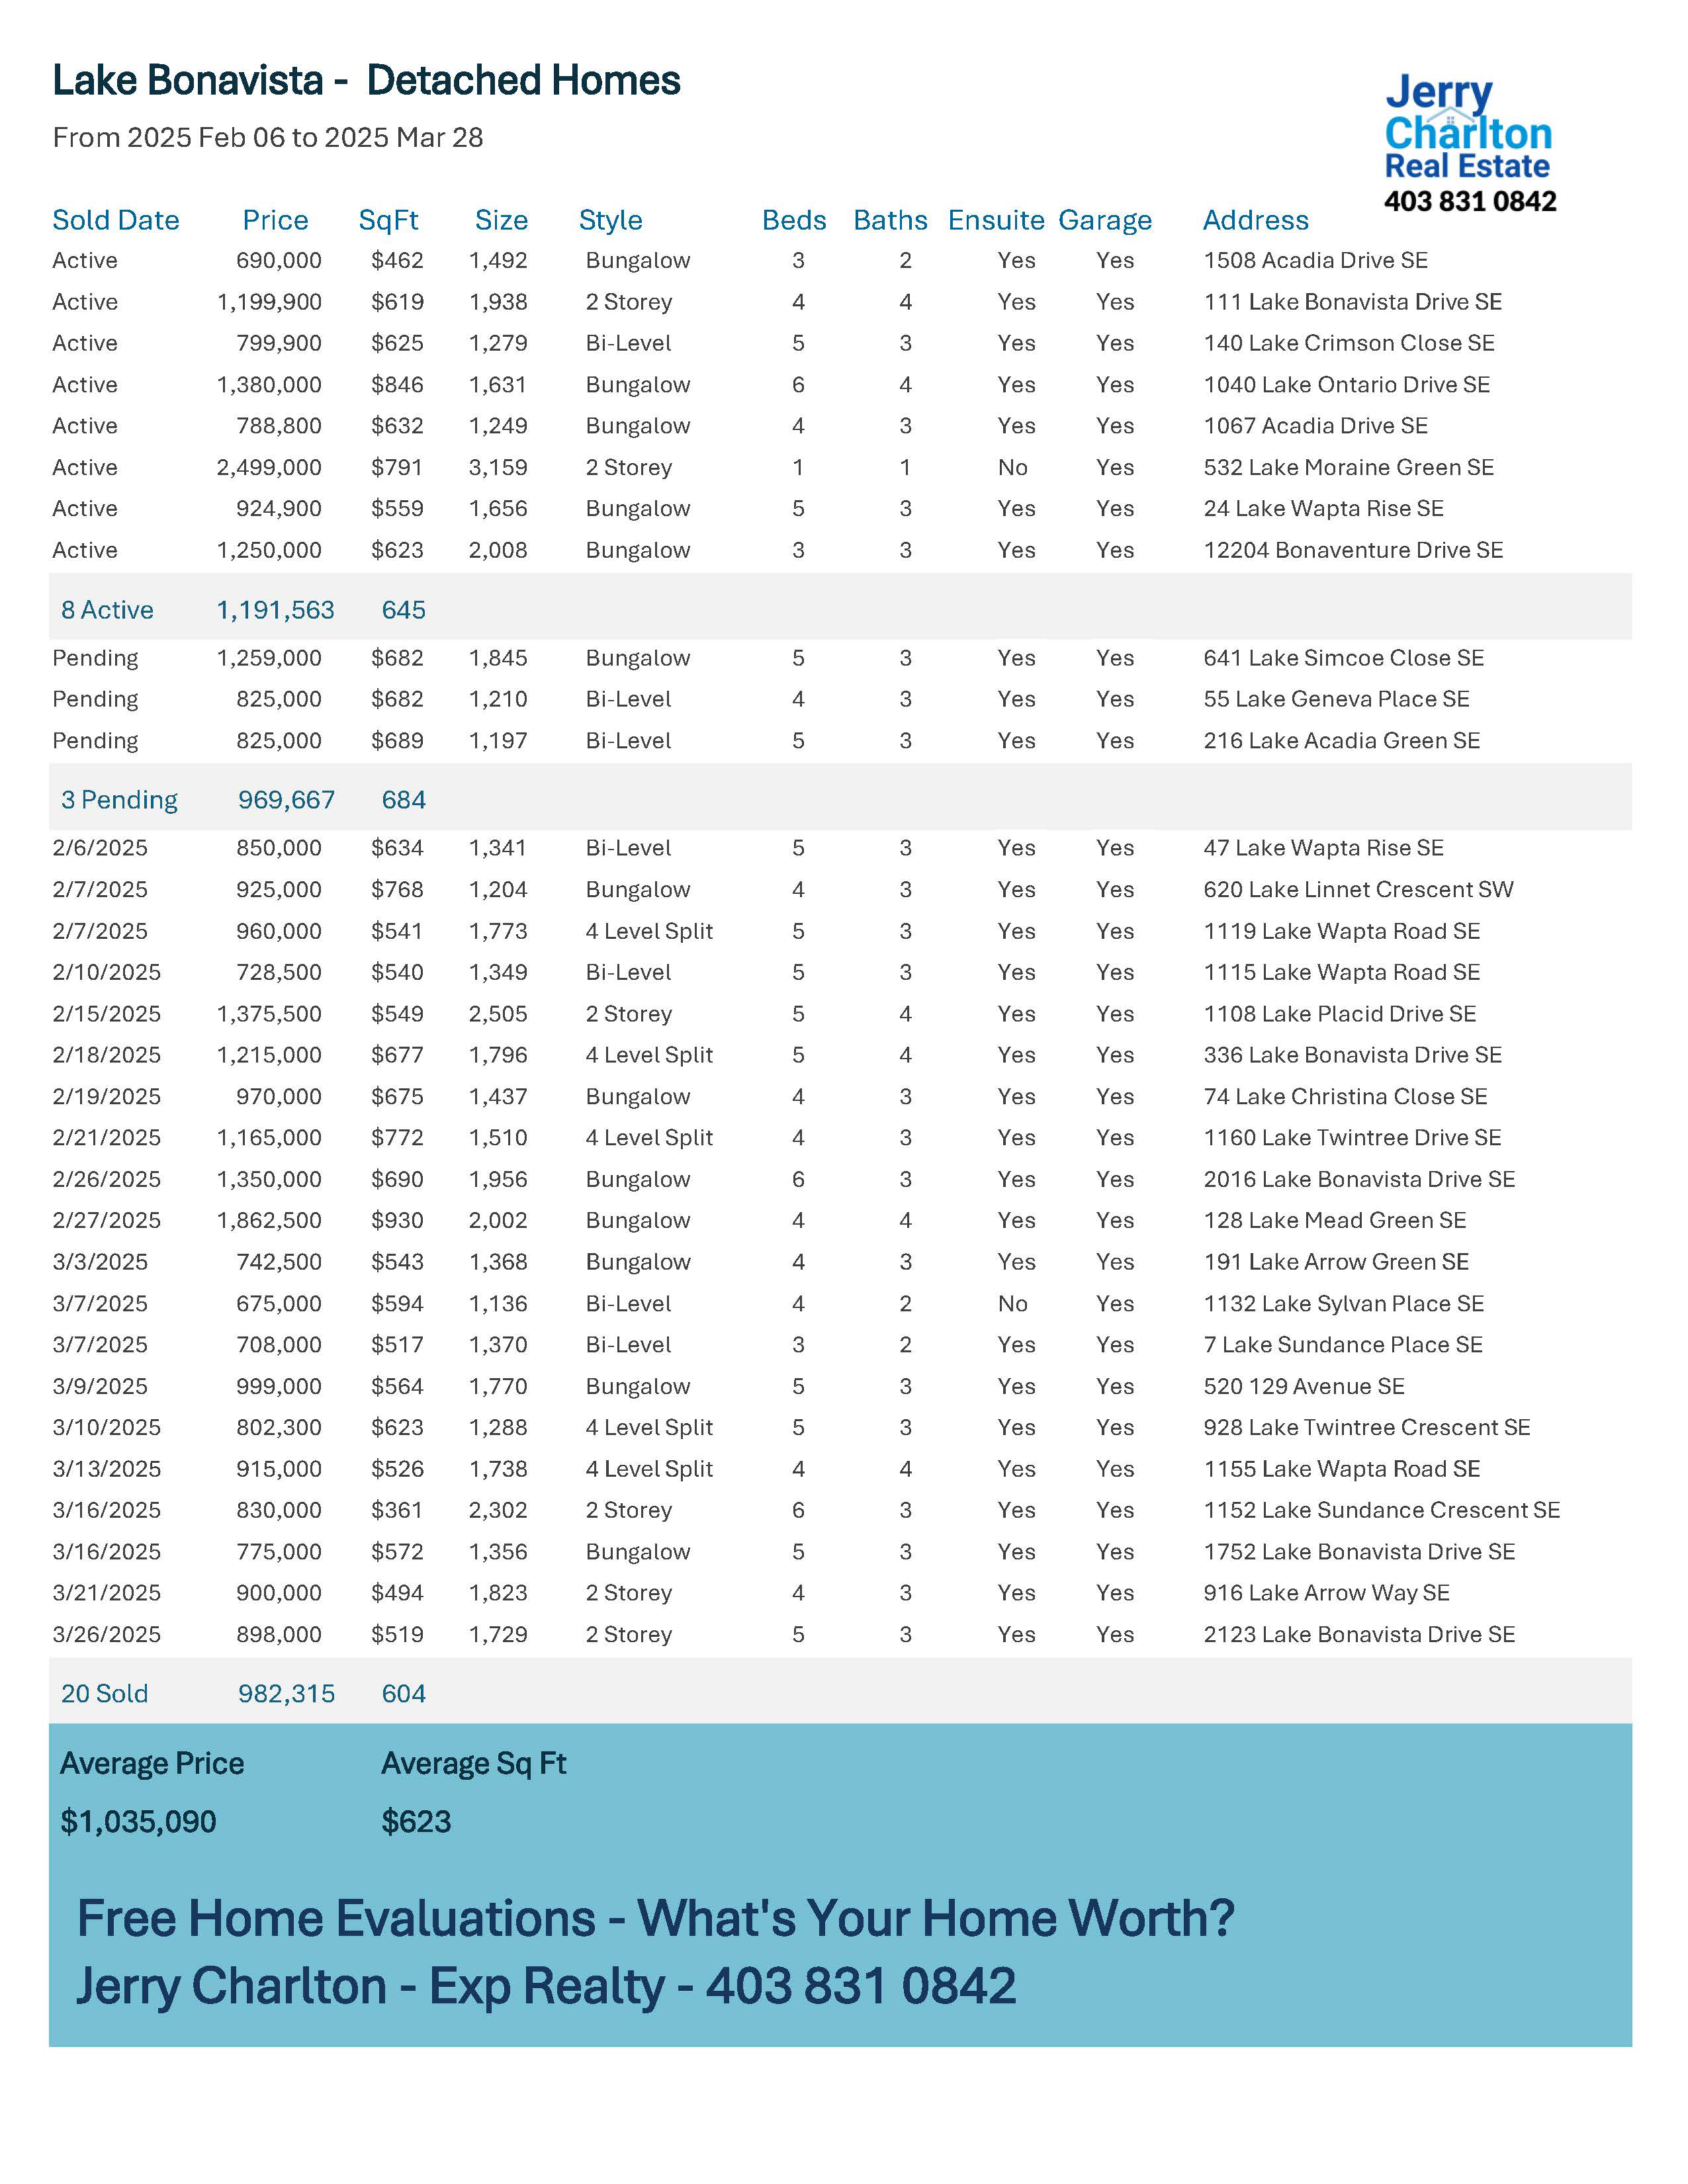 Lake Bonavista - Detached Homes
From 2025 Feb 06 to 2025 Mar 28
Jerry
Charlton
Real Estate
403 831 0842
Sold Date Price SqFt Size Style Beds Baths Ensuite Garage Address
Active 690,000 $462 1,492 Bungalow 3 2 Yes Yes 1508 Acadia Drive SE
Active 1,199,900 $619 1,938 2 Storey 4 4 Yes Yes 111 Lake Bonavista Drive SE
Active 799,900 $625 1,279 Bi-Level 5 3 Yes Yes 140 Lake Crimson Close SE
Active 1,380,000 $846 1,631 Bungalow 6 4 Yes Yes 1040 Lake Ontario Drive SE
Active 788,800 $632 1,249 Bungalow 4 3 Yes Yes 1067 Acadia Drive SE
Active 2,499,000 $791 3,159 2 Storey 1 1 No Yes 532 Lake Moraine Green SE
Active 924,900 $559 1,656 Bungalow 5 3 Yes Yes 24 Lake Wapta Rise SE
Active 1,250,000 $623 2,008 Bungalow 3 3 Yes Yes 12204 Bonaventure Drive SE
8 Active 1,191,563 645
Pending 1,259,000 $682 1,845 Bungalow 5 3 Yes Yes 641 Lake Simcoe Close SE
Pending 825,000 $682 1,210 Bi-Level 4 3 Yes Yes 55 Lake Geneva Place SE
Pending 825,000 $689 1,197 Bi-Level 5 3 Yes Yes 216 Lake Acadia Green SE
3 Pending 969,667 684
2/6/2025 850,000 $634 1,341 Bi-Level 5 3 Yes Yes 47 Lake Wapta Rise SE
2/7/2025 925,000 $768 1,204 Bungalow 4 3 Yes Yes 620 Lake Linnet Crescent SW
2/7/2025 960,000 $541 1,773 4 Level Split 5 3 Yes Yes 1119 Lake Wapta Road SE
2/10/2025 728,500 $540 1,349 Bi-Level 5 3 Yes Yes 1115 Lake Wapta Road SE
2/15/2025 1,375,500 $549 2,505 2 Storey 5 4 Yes Yes 1108 Lake Placid Drive SE
2/18/2025 1,215,000 $677 1,796 4 Level Split 5 4 Yes Yes 336 Lake Bonavista Drive SE
2/19/2025 970,000 $675 1,437 Bungalow 4 3 Yes Yes 74 Lake Christina Close SE
2/21/2025 1,165,000 $772 1,510 4 Level Split 4 3 Yes Yes 1160 Lake Twintree Drive SE
2/26/2025 1,350,000 $690 1,956 Bungalow 6 3 Yes Yes 2016 Lake Bonavista Drive SE
2/27/2025 1,862,500 $930 2,002 Bungalow 4 4 Yes Yes 128 Lake Mead Green SE
3/3/2025 742,500 $543 1,368 Bungalow 4 3 Yes Yes 191 Lake Arrow Green SE
3/7/2025 675,000 $594 1,136 Bi-Level 4 2 No Yes 1132 Lake Sylvan Place SE
3/7/2025 708,000 $517 1,370 Bi-Level 3 2 Yes Yes 7 Lake Sundance Place SE
3/9/2025 999,000 $564 1,770 Bungalow 5 3 Yes Yes 520 129 Avenue SE
3/10/2025 802,300 $623 1,288 4 Level Split 5 3 Yes Yes 928 Lake Twintree Crescent SE
3/13/2025 915,000 $526 1,738 4 Level Split 4 4 Yes Yes 1155 Lake Wapta Road SE
3/16/2025 830,000 $361 2,302 2 Storey 6 3 Yes Yes 1152 Lake Sundance Crescent SE
3/16/2025 775,000 $572 1,356 Bungalow 5 3 Yes Yes 1752 Lake Bonavista Drive SE
3/21/2025 900,000 $494 1,823 2 Storey 4 3 Yes Yes 916 Lake Arrow Way SE
3/26/2025 898,000 $519 1,729 2 Storey 5 3 Yes Yes 2123 Lake Bonavista Drive SE
20 Sold 982,315 604
Average Price Average Sq Ft
$1,035,090 $623
Free Home Evaluations - What's Your Home Worth?
Jerry Charlton - Exp Realty - 403 831 0842